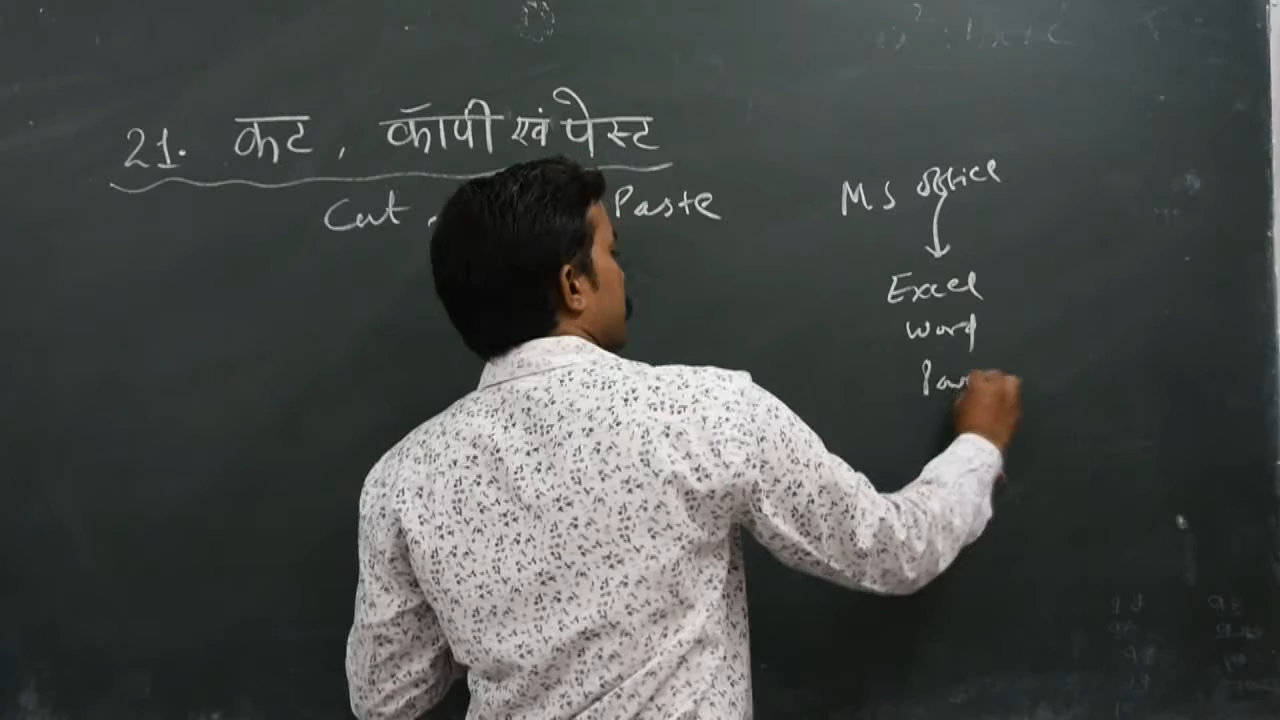 21. कट, कॉपी एवं पेस्ट
Cut, Paste
MS office
Excel
Word